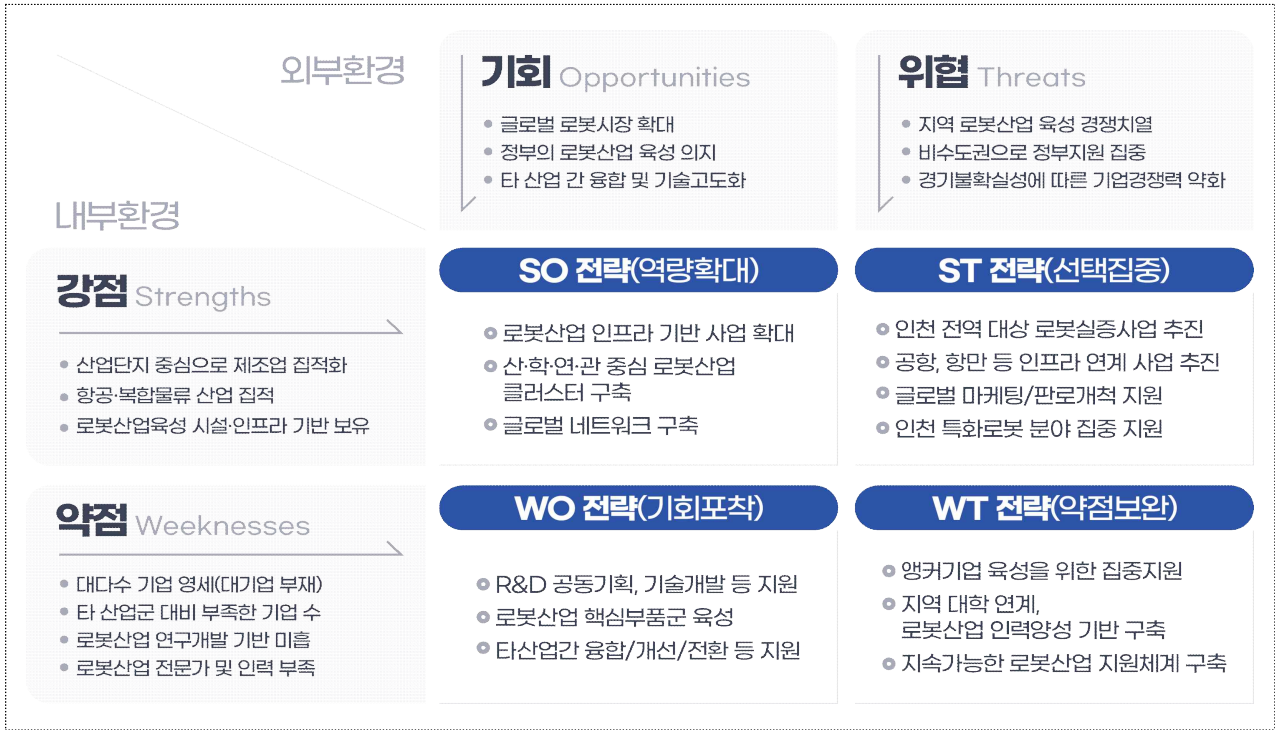 외부환경
내부환경
기회 Opportunities
글로벌 로봇시장 확대
정부의 로봇산업 육성 의지
타 산업 간 융합 및 기술고도화
위협 Threats
지역 로봇산업 육성 경쟁치열
비수도권으로 정부지원 집중
경기불확실성에 따른 기업경쟁력 약화
강점 Strengths
산업단지 중심으로 제조업 집적화
항공·복합물류 산업 집적
로봇산업육성 시설·인프라 기반 보유
SO 전략(역량확대)
로봇산업 인프라 기반 사업 확대
산·학·연·관 중심 로봇산업
클러스터 구축
글로벌 네트워크 구축
ST 전략(선택집중)
인천 전역 대상 로봇실증사업 추진
공항, 항만 등 인프라 연계 사업 추진
글로벌 마케팅/판로개척 지원
인천 특화로봇 분야 집중 지원
약점 Weeknesses
대다수 기업 영세(대기업 부재)
타 산업군 대비 부족한 기업 수
로봇산업 연구개발 기반 미흡
로봇산업 전문가 및 인력 부족
WO 전략(기회포착)
R&D 공동기획, 기술개발 등 지원
로봇산업 핵심부품군 육성
타산업간 융합/개선/전환 등 지원
WT 전략(약점보완)
앵커기업 육성을 위한 집중지원
지역 대학 연계,
로봇산업 인력양성 기반 구축
지속가능한 로봇산업 지원체계 구축